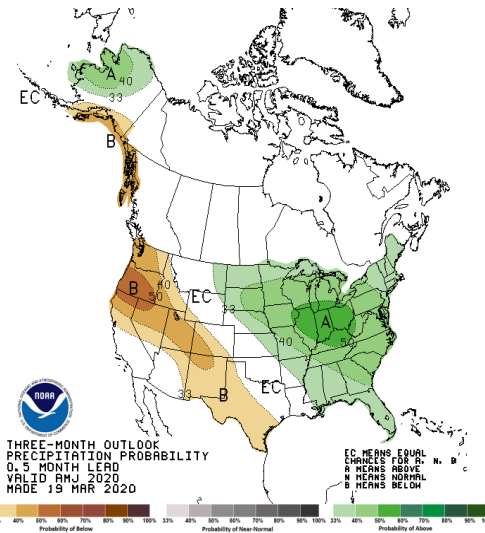 A
40
33
EC
B
B
40
50
EC
33
A
40
50
EC
33
B
NOAA
THREE-MONTH OUTLOOK
PRECIPITATION PROBABILITY
0.5 MONTH LEAD
VALID AMJ 2020
MADE 19 MAR 2020
EC MEANS EQUAL
CHANCES FOR A, N, B
A MEANS ABOVE
N MEANS NORMAL
B MEANS BELOW
40% 50% 60% 70% 80% 90% 100% 33% 40% 50% 60% 70% 80% 90% 100% 33% 40% 50% 60% 70% 80% 90% 100%
Probability of Below Probability of Near-Normal Probability of Above